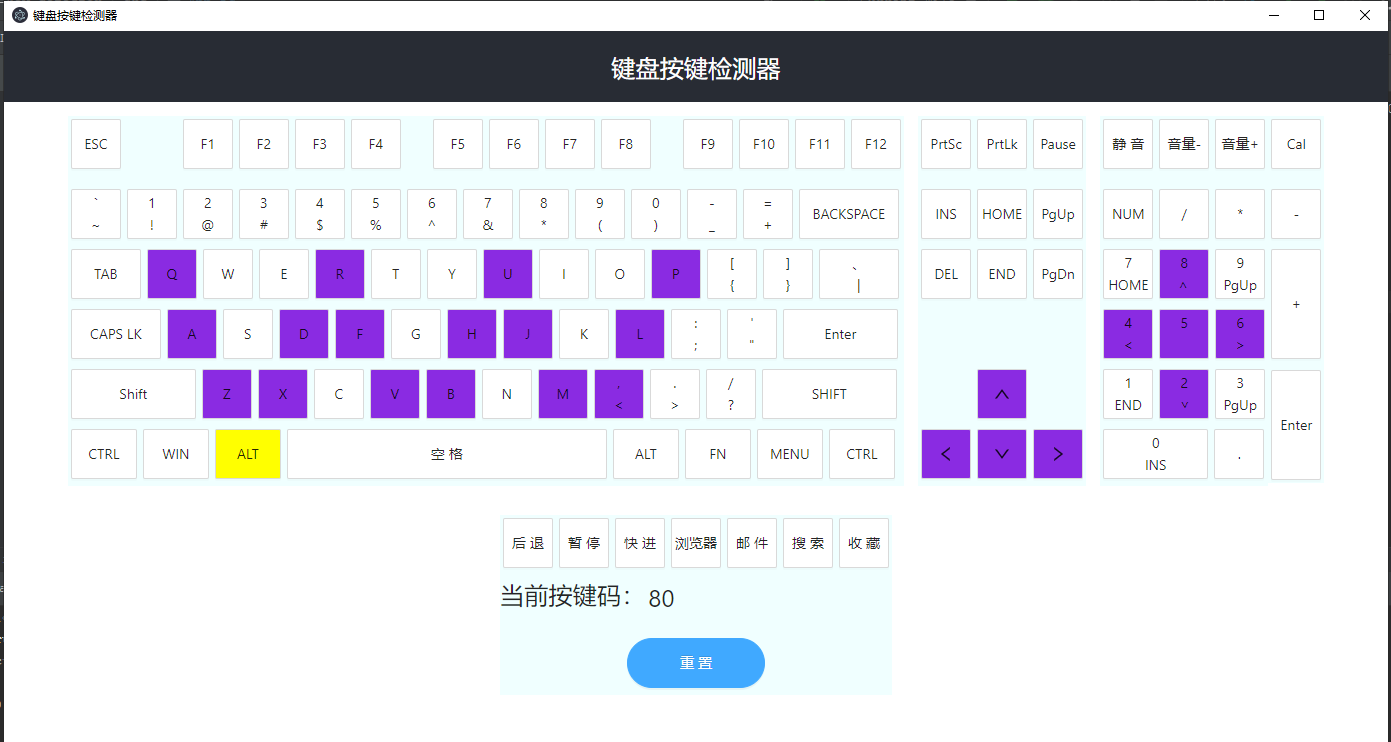 键盘按键检测器
键盘按键检测器
ESC F1 F2 F3 F4 F5 F6 F7 F8 F9 F10 F11 F12 PrtSc PrtLk Pause 静 音 音量- 音量+ Cal
` 1 2 3 4 5 6 7 8 9 0 - =
~ ! @ # $ % ^ & * ( ) _ +
BACKSPACE INS HOME PgUp NUM / * -
TAB Q W E R T Y U I O P [ ] 、 DEL END PgDn 7 8 9
{ } | HOME ^ PgUp
+
CAPS LK A S D F G H J K L : ' Enter 4 5 6
; " < >
Shift Z X C V B N M , . / SHIFT ^ 1 2 3
< > ? END v PgUp
Enter
CTRL WIN ALT 空 格 ALT FN MENU CTRL < v > 0 .
INS
后 退 暂 停 快 进 浏览器 邮 件 搜 索 收 藏
当前按键码： 80
重 置